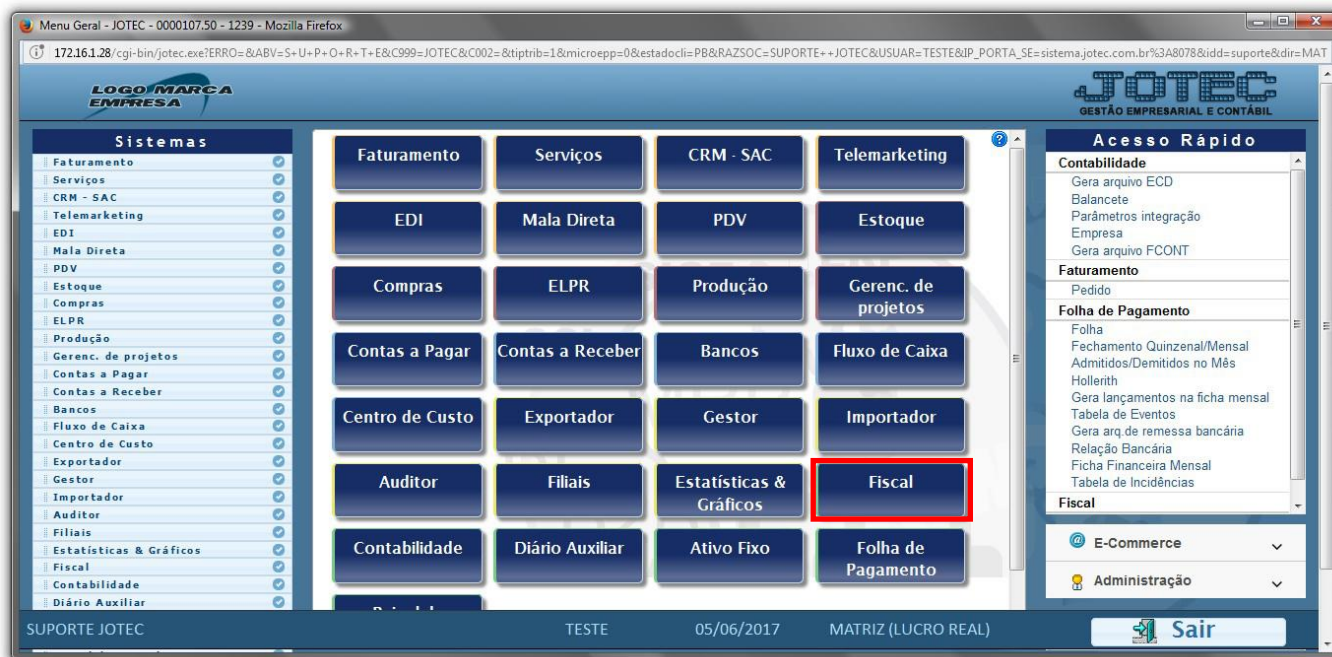 Menu Geral - JOTEC - 0000107.50 - 1239 - Mozilla Firefox
172.16.1.28/cgi-bin/jotec.exe?ERRO=&ABV=S+U+P+O+R+T+E&C999=JOTEC&C002=&tiptrib=1&microepp=0&estadocli=PB&RAZSOC=SUPORTE++JOTEC&USUAR=TESTE&IP_PORTA_SE=sistema.jotec.com.br%3A8078&idd=suporte&dir=MAT
LOGO MARCA
EMPRESA
JOTEC
GESTÃO EMPRESARIAL E CONTÁBIL
Sistemas
Faturamento
Serviços
CRM - SAC
Telemarketing
EDI
Mala Direta
PDV
Estoque
Compras
ELPR
Produção
Gerenc. de projetos
Contas a Pagar
Contas a Receber
Bancos
Fluxo de Caixa
Centro de Custo
Exportador
Gestor
Importador
Auditor
Filiais
Estatísticas & Gráficos
Fiscal
Contabilidade
Diário Auxiliar
Faturamento
Serviços
CRM - SAC
Telemarketing
EDI
Mala Direta
PDV
Estoque
Compras
ELPR
Produção
Gerenc. de
projetos
Contas a Pagar
Contas a Receber
Bancos
Fluxo de Caixa
Centro de Custo
Exportador
Gestor
Importador
Auditor
Filiais
Estatísticas &
Gráficos
Fiscal
Contabilidade
Diário Auxiliar
Ativo Fixo
Folha de
Pagamento
Acesso Rápido
Contabilidade
Gera arquivo ECD
Balancete
Parâmetros integração
Empresa
Gera arquivo FCONT
Faturamento
Pedido
Folha de Pagamento
Folha
Fechamento Quinzenal/Mensal
Admitidos/Demitidos no Mês
Hollerith
Gera lançamentos na ficha mensal
Tabela de Eventos
Gera arq.de remessa bancária
Relação Bancária
Ficha Financeira Mensal
Tabela de Incidências
Fiscal
E-Commerce
Administração
SUPORTE JOTEC
TESTE
05/06/2017
MATRIZ (LUCRO REAL)
Sair